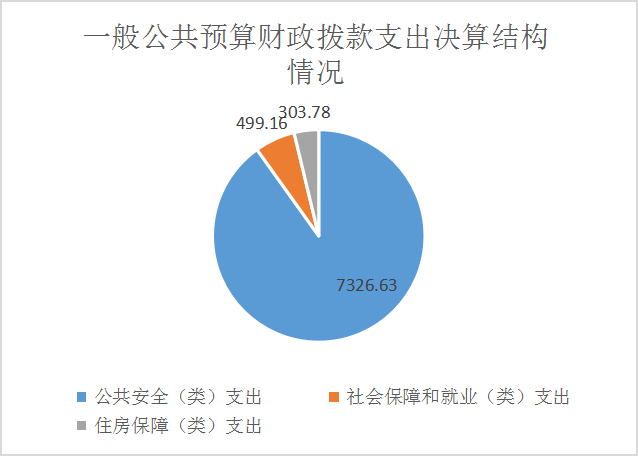 一般公共预算财政拨款支出决算结构
情况
303.78
499.16
7326.63
公共安全（类）支出
社会保障和就业（类）支出
住房保障（类）支出